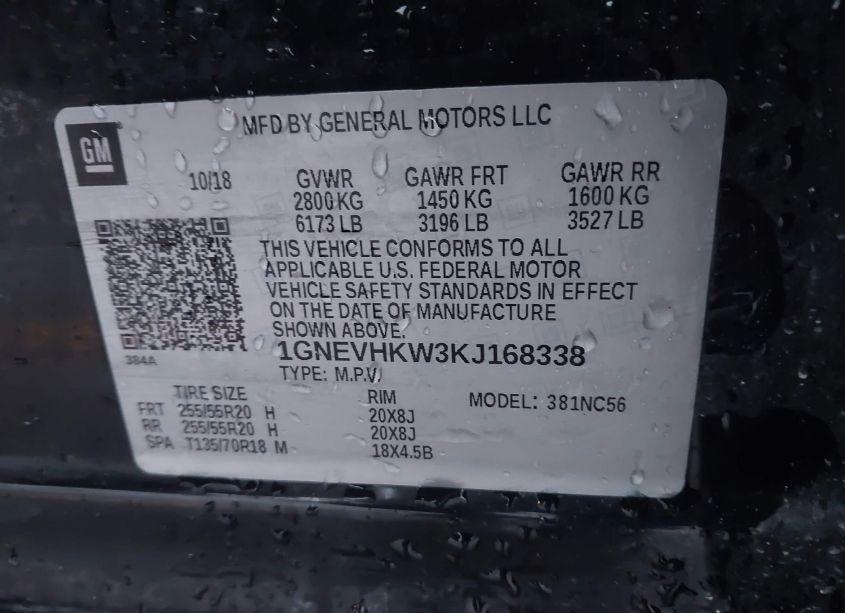 GM
MFD BY GENERAL MOTORS LLC
10/18 GVWR GAWR FRT GAWR RR
2800 KG 1450 KG 1600 KG
6173 LB 3196 LB 3527 LB
THIS VEHICLE CONFORMS TO ALL
APPLICABLE U.S. FEDERAL MOTOR
VEHICLE SAFETY STANDARDS IN EFFECT
ON THE DATE OF MANUFACTURE
SHOWN ABOVE.
384A
1GNEVHKW3KJ168338
TYPE: M.P.V.
TIRE SIZE RIM MODEL: 381NC56
FRT 255/55R20 H 20X8J
RR 255/55R20 H 20X8J
SPA T135/70R18 M 18X4.5B